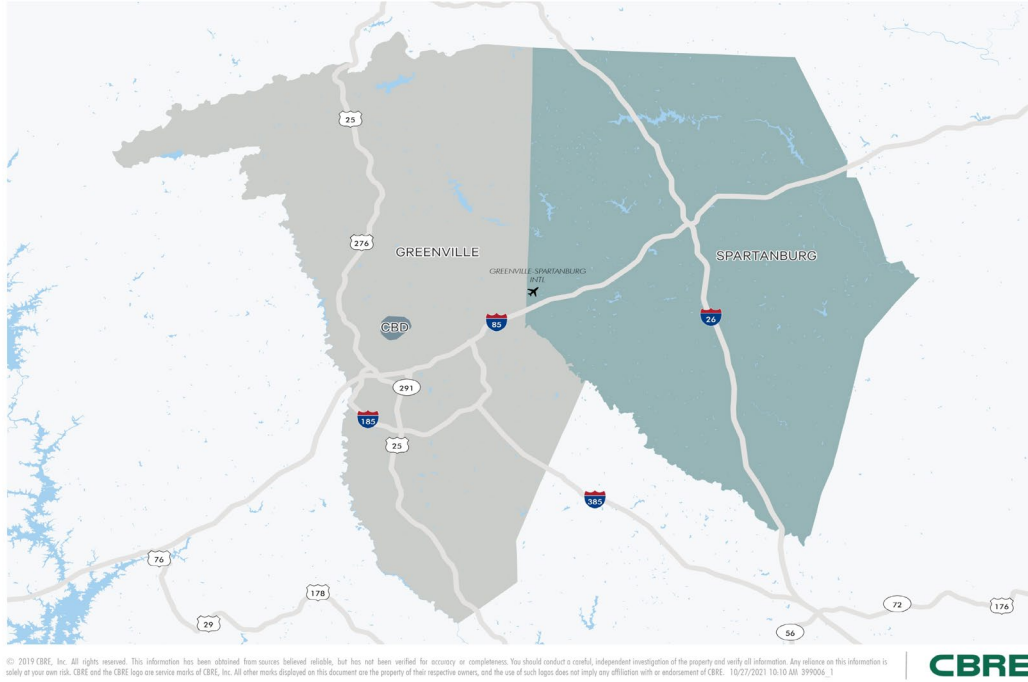 25
276
GREENVILLE
SPARTANBURG
GREENVILLE-SPARTANBURG
INTL
CBD
85
26
291
185
25
385
76
178
29
72
176
56
© 2019 CBRE, Inc. All rights reserved. This information has been obtained from sources believed reliable, but has not been verified for accuracy or completeness. You should conduct a careful, independent investigation of the property and verify all information. Any reliance on this information is
solely at your own risk. CBRE and the CBRE logo are service marks of CBRE, Inc. All other marks displayed on this document are the property of their respective owners, and the use of such logos does not imply any affiliation with or endorsement of CBRE. 10/27/2021 10:10 AM 399006_1
CBRE